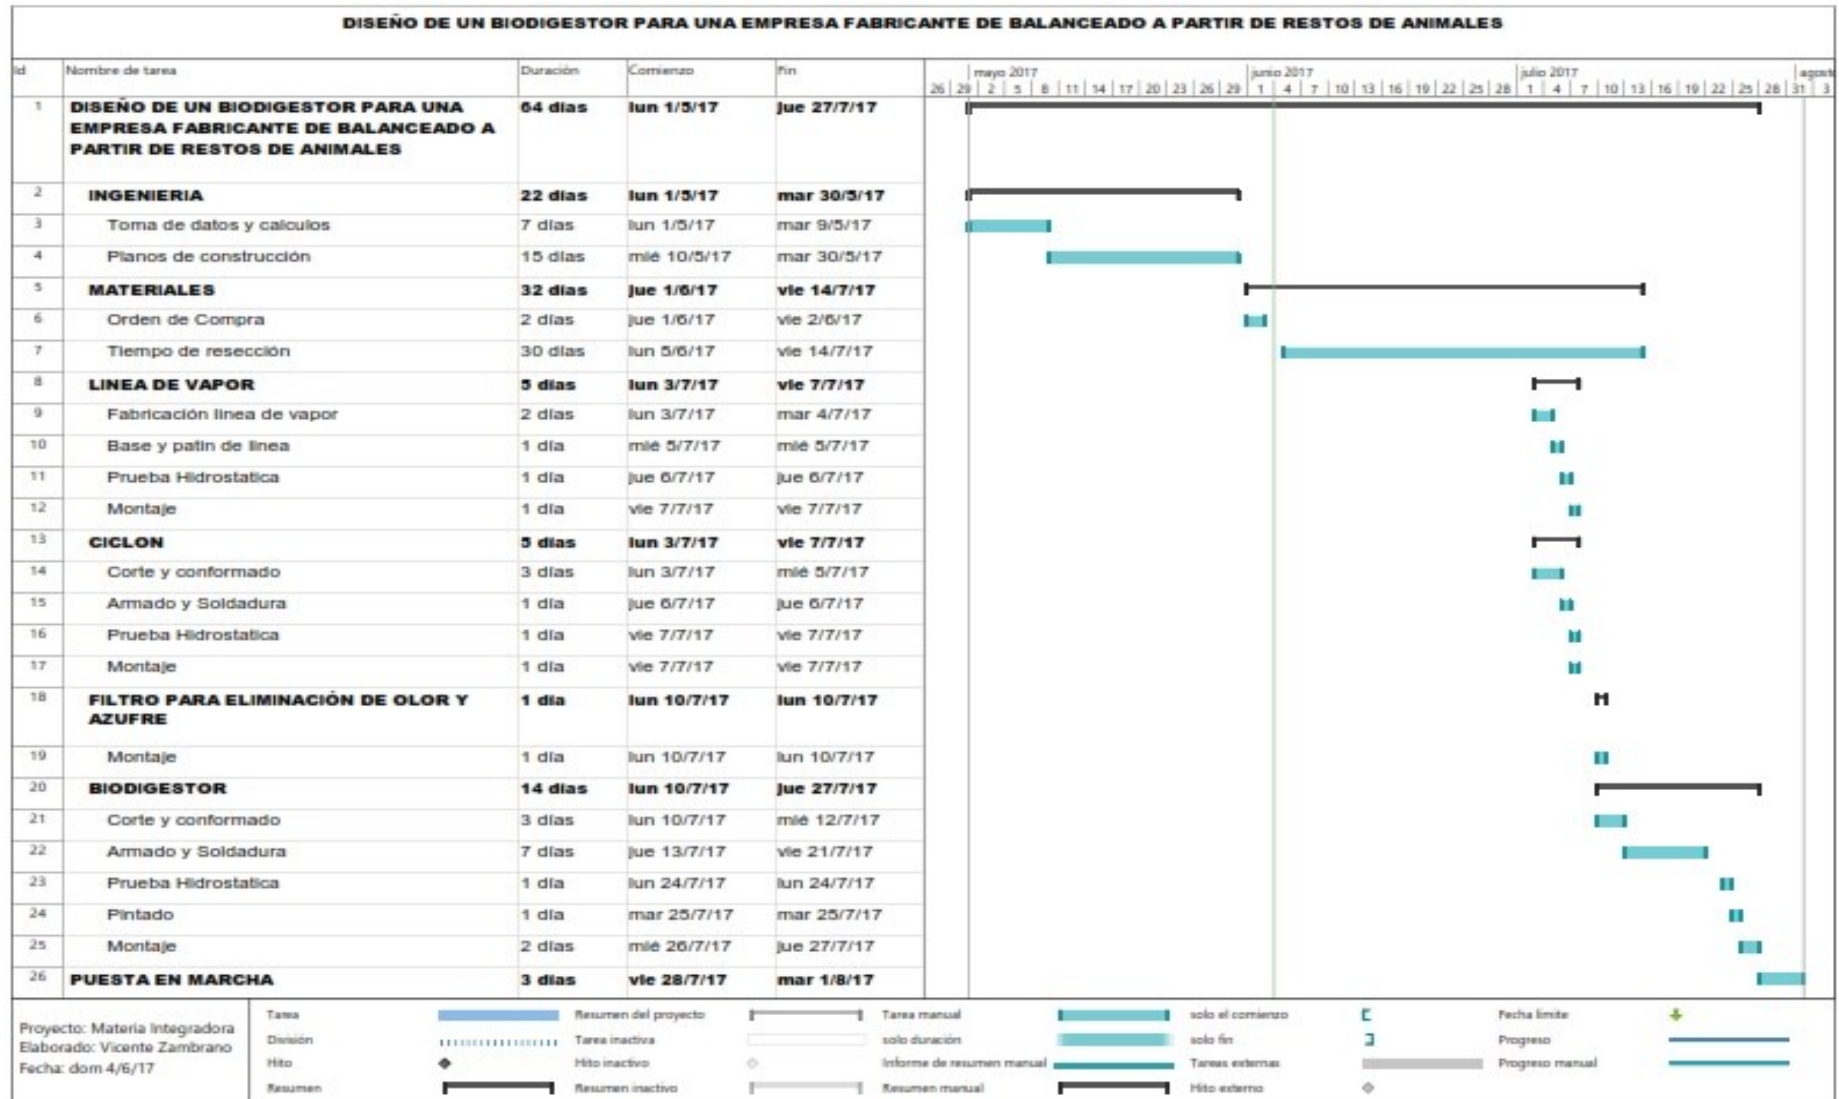 DISEÑO DE UN BIODIGESTOR PARA UNA EMPRESA FABRICANTE DE BALANCEADO A PARTIR DE RESTOS DE ANIMALES
Id Nombre de tarea Duración Comienzo Fin mayo 2017 junio 2017 julio 2017 agost
26 29 2 5 8 11 14 17 20 23 26 29 1 4 7 10 13 16 19 22 25 28 1 4 7 10 13 16 19 22 25 28 31 3
1 DISEÑO DE UN BIODIGESTOR PARA UNA 64 días lun 1/5/17 jue 27/7/17
EMPRESA FABRICANTE DE BALANCEADO A
PARTIR DE RESTOS DE ANIMALES
2 INGENIERIA 22 días lun 1/5/17 mar 30/5/17
3 Toma de datos y calculos 7 días lun 1/5/17 mar 9/5/17
4 Planos de construcción 15 días mié 10/5/17 mar 30/5/17
5 MATERIALES 32 días jue 1/6/17 vie 14/7/17
6 Orden de Compra 2 días jue 1/6/17 vie 2/6/17
7 Tiempo de resección 30 días lun 5/6/17 vie 14/7/17
8 LINEA DE VAPOR 5 días lun 3/7/17 vie 7/7/17
9 Fabricación linea de vapor 2 días lun 3/7/17 mar 4/7/17
10 Base y patin de linea 1 día mié 5/7/17 mié 5/7/17
11 Prueba Hidrostatica 1 día jue 6/7/17 jue 6/7/17
12 Montaje 1 día vie 7/7/17 vie 7/7/17
13 CICLON 5 días lun 3/7/17 vie 7/7/17
14 Corte y conformado 3 días lun 3/7/17 mié 5/7/17
15 Armado y Soldadura 1 día jue 6/7/17 jue 6/7/17
16 Prueba Hidrostatica 1 día vie 7/7/17 vie 7/7/17
17 Montaje 1 día vie 7/7/17 vie 7/7/17
18 FILTRO PARA ELIMINACIÓN DE OLOR Y 1 día lun 10/7/17 lun 10/7/17
AZUFRE
19 Montaje 1 día lun 10/7/17 lun 10/7/17
20 BIODIGESTOR 14 días lun 10/7/17 jue 27/7/17
21 Corte y conformado 3 días lun 10/7/17 mié 12/7/17
22 Armado y Soldadura 7 días jue 13/7/17 vie 21/7/17
23 Prueba Hidrostatica 1 día lun 24/7/17 lun 24/7/17
24 Pintado 1 día mar 25/7/17 mar 25/7/17
25 Montaje 2 días mié 26/7/17 jue 27/7/17
26 PUESTA EN MARCHA 3 días vie 28/7/17 mar 1/8/17
Proyecto: Materia Integradora
Elaborado: Vicente Zambrano
Fecha: dom 4/6/17
Tarea Resumen del proyecto Tarea manual solo el comienzo Fecha límite
División Tarea inactiva solo duración solo fin Progreso
Hito Hito inactivo Informe de resumen manual Tareas externas Progreso manual
Resumen Resumen inactivo Resumen manual Hito externo